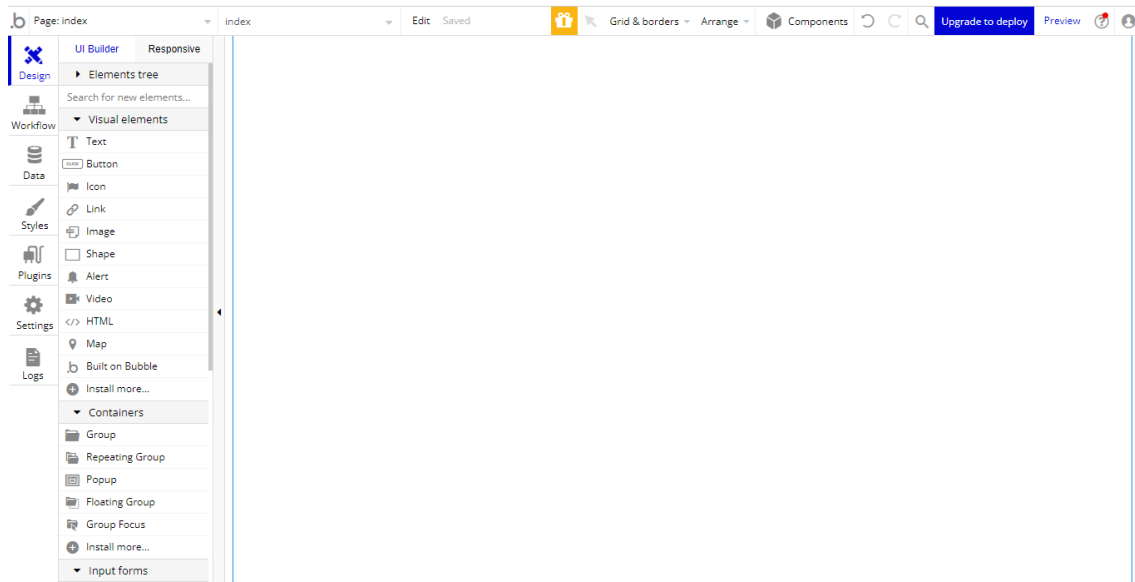 Page: index
index
Edit
Saved
Grid & borders
Arrange
Components
Upgrade to deploy
Preview
Design
Workflow
Data
Styles
Plugins
Settings
Logs
UI Builder
Responsive
Elements tree
Search for new elements...
Visual elements
Text
Button
Icon
Link
Image
Shape
Alert
Video
HTML
Map
Built on Bubble
Install more...
Containers
Group
Repeating Group
Popup
Floating Group
Group Focus
Install more...
Input forms